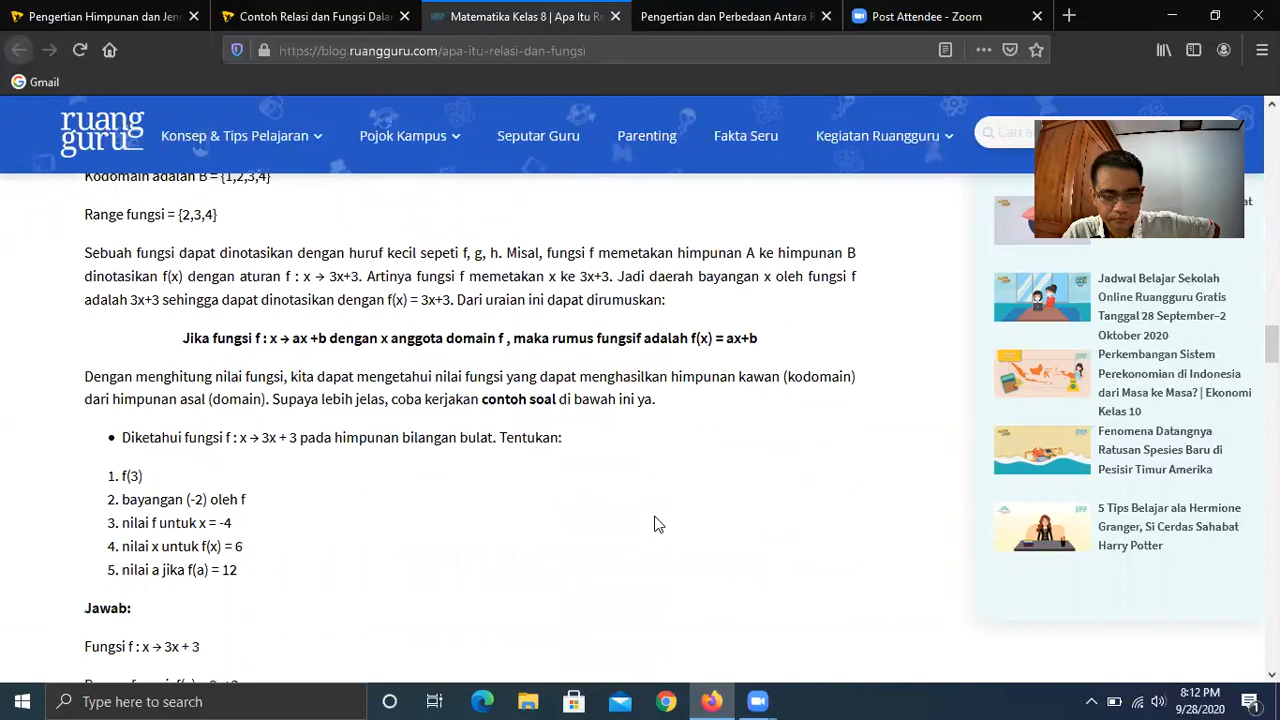 Pengertian Himpunan dan Jen
Contoh Relasi dan Fungsi Dalar
Matematika Kelas 8 | Apa Itu Re
Pengertian dan Perbedaan Antara R
Post Attendee - Zoom
https://blog.ruangguru.com/apa-itu-relasi-dan-fungsi
Gmail
ruang
guru
Konsep & Tips Pelajaran
Pojok Kampus
Seputar Guru
Parenting
Fakta Seru
Kegiatan Ruangguru
Cari
Kodomain adalah B = {1,2,3,4}
Range fungsi = {2,3,4}
Sebuah fungsi dapat dinotasikan dengan huruf kecil sepeti f, g, h. Misal, fungsi f memetakan himpunan A ke himpunan B
dinotasikan f(x) dengan aturan f : x → 3x+3. Artinya fungsi f memetakan x ke 3x+3. Jadi daerah bayangan x oleh fungsi f
adalah 3x+3 sehingga dapat dinotasikan dengan f(x) = 3x+3. Dari uraian ini dapat dirumuskan:
Jika fungsi f : x → ax +b dengan x anggota domain f , maka rumus fungsif adalah f(x) = ax+b
Dengan menghitung nilai fungsi, kita dapat mengetahui nilai fungsi yang dapat menghasilkan himpunan kawan (kodomain)
dari himpunan asal (domain). Supaya lebih jelas, coba kerjakan contoh soal di bawah ini ya.
• Diketahui fungsi f : x → 3x + 3 pada himpunan bilangan bulat. Tentukan:
1. f(3)
2. bayangan (-2) oleh f
3. nilai f untuk x = -4
4. nilai x untuk f(x) = 6
5. nilai a jika f(a) = 12
Jawab:
Fungsi f : x → 3x + 3
Jadwal Belajar Sekolah
Online Ruangguru Gratis
Tanggal 28 September–2
Oktober 2020
Perkembangan Sistem
Perekonomian di Indonesia
dari Masa ke Masa? | Ekonomi
Kelas 10
Fenomena Datangnya
Ratusan Spesies Baru di
Pesisir Timur Amerika
5 Tips Belajar ala Hermione
Granger, Si Cerdas Sahabat
Harry Potter
Type here to search
8:12 PM
9/28/2020
1